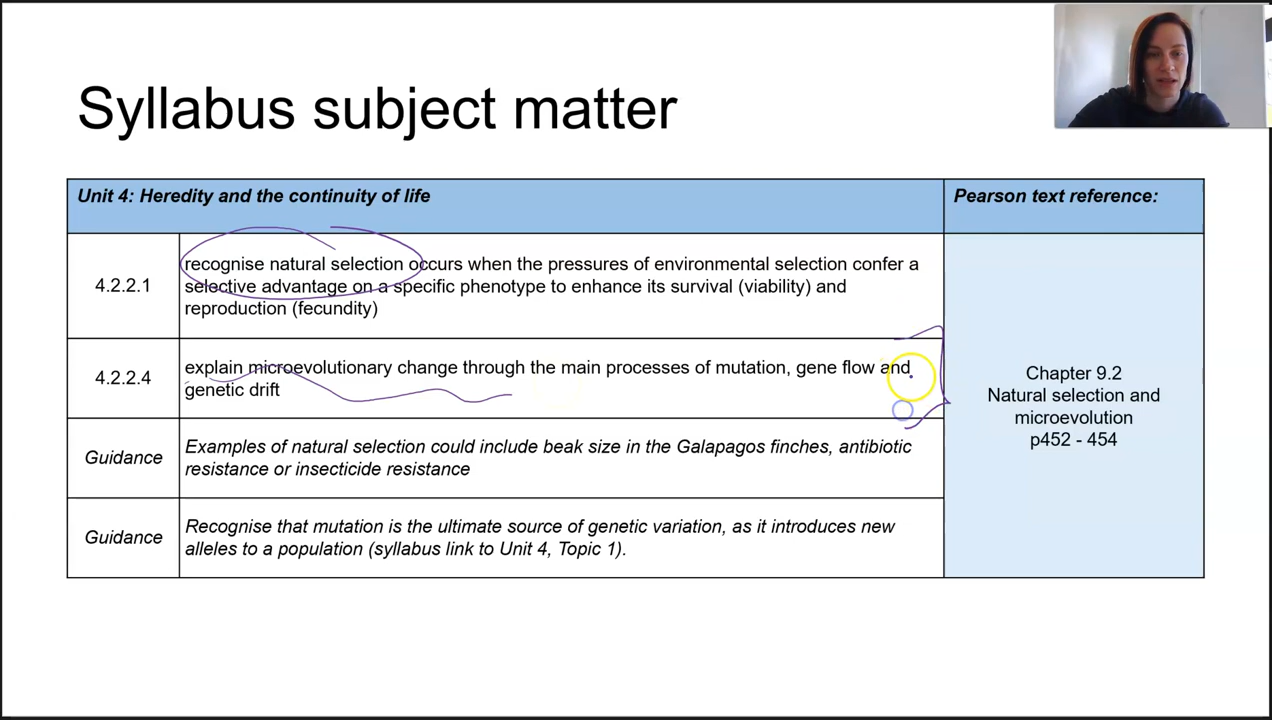 Syllabus subject matter
Unit 4: Heredity and the continuity of life
Pearson text reference:
4.2.2.1
recognise natural selection occurs when the pressures of environmental selection confer a
selective advantage on a specific phenotype to enhance its survival (viability) and
reproduction (fecundity)
4.2.2.4
explain microevolutionary change through the main processes of mutation, gene flow and
genetic drift
Guidance
Examples of natural selection could include beak size in the Galapagos finches, antibiotic
resistance or insecticide resistance
Guidance
Recognise that mutation is the ultimate source of genetic variation, as it introduces new
alleles to a population (syllabus link to Unit 4, Topic 1).
Chapter 9.2
Natural selection and
microevolution
p452 - 454